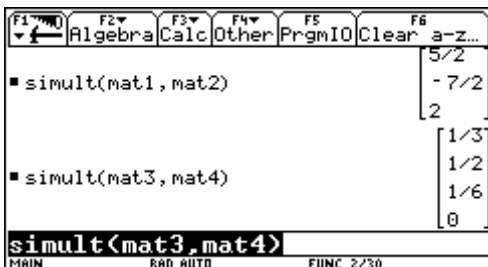 F1 F2 F3 F4 F5 F6
Algebra Calc Other PrgmIO Clear a-z…
5/2
▪ simult(mat1,mat2) -7/2
2
1/3
1/2
▪ simult(mat3,mat4) 1/6
0
simult(mat3,mat4)
MAIN RAD AUTO FUNC 2/30